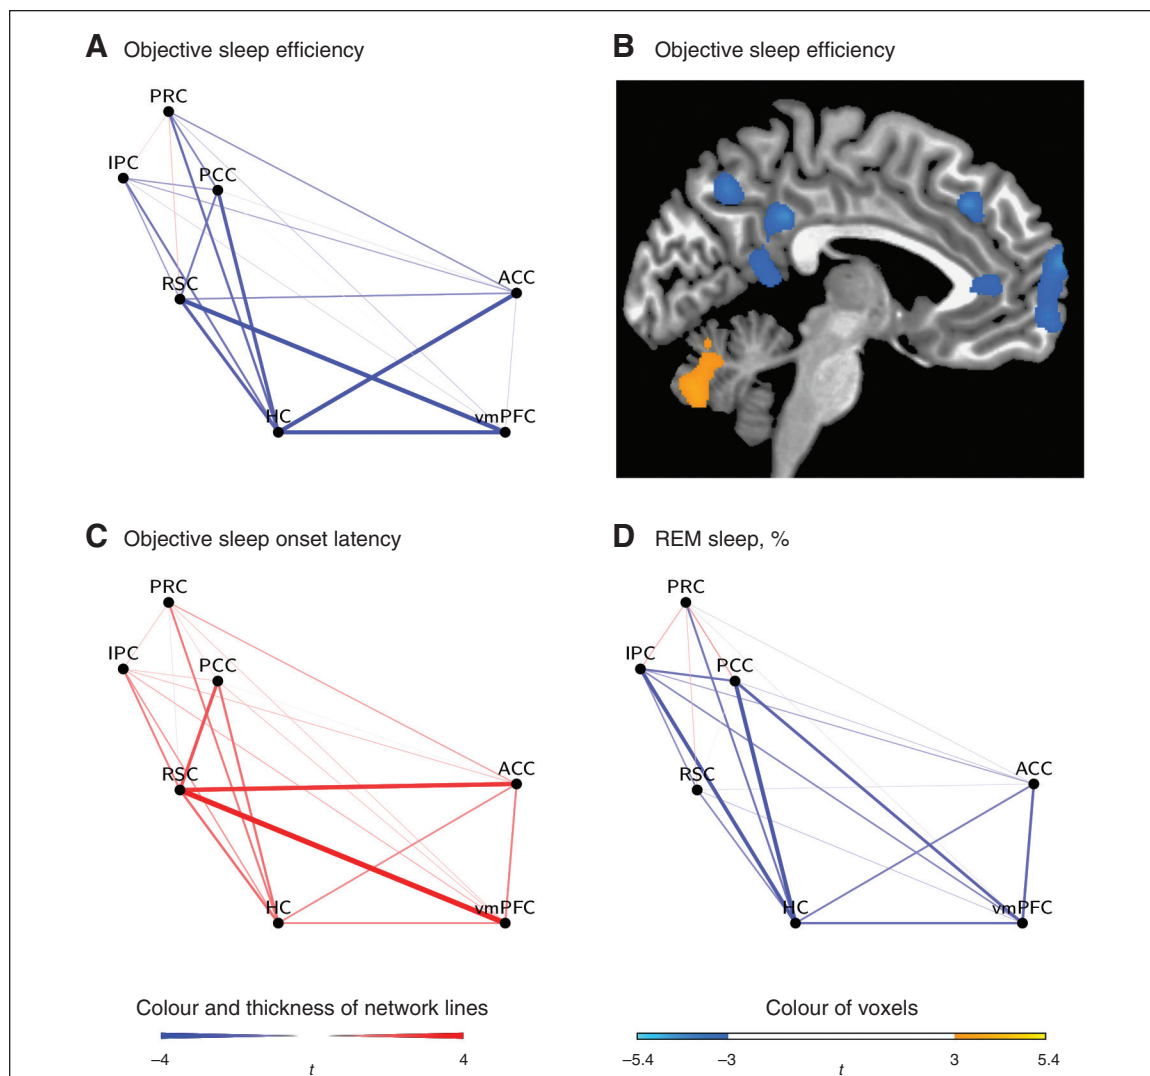 A Objective sleep efficiency
PRC
IPC
PCC
RSC
ACC
HC
vmPFC
B Objective sleep efficiency
C Objective sleep onset latency
PRC
IPC
PCC
RSC
ACC
HC
vmPFC
D REM sleep, %
PRC
IPC
PCC
RSC
ACC
HC
vmPFC
Colour and thickness of network lines
–4 4
t
Colour of voxels
–5.4 –3 3 5.4
t